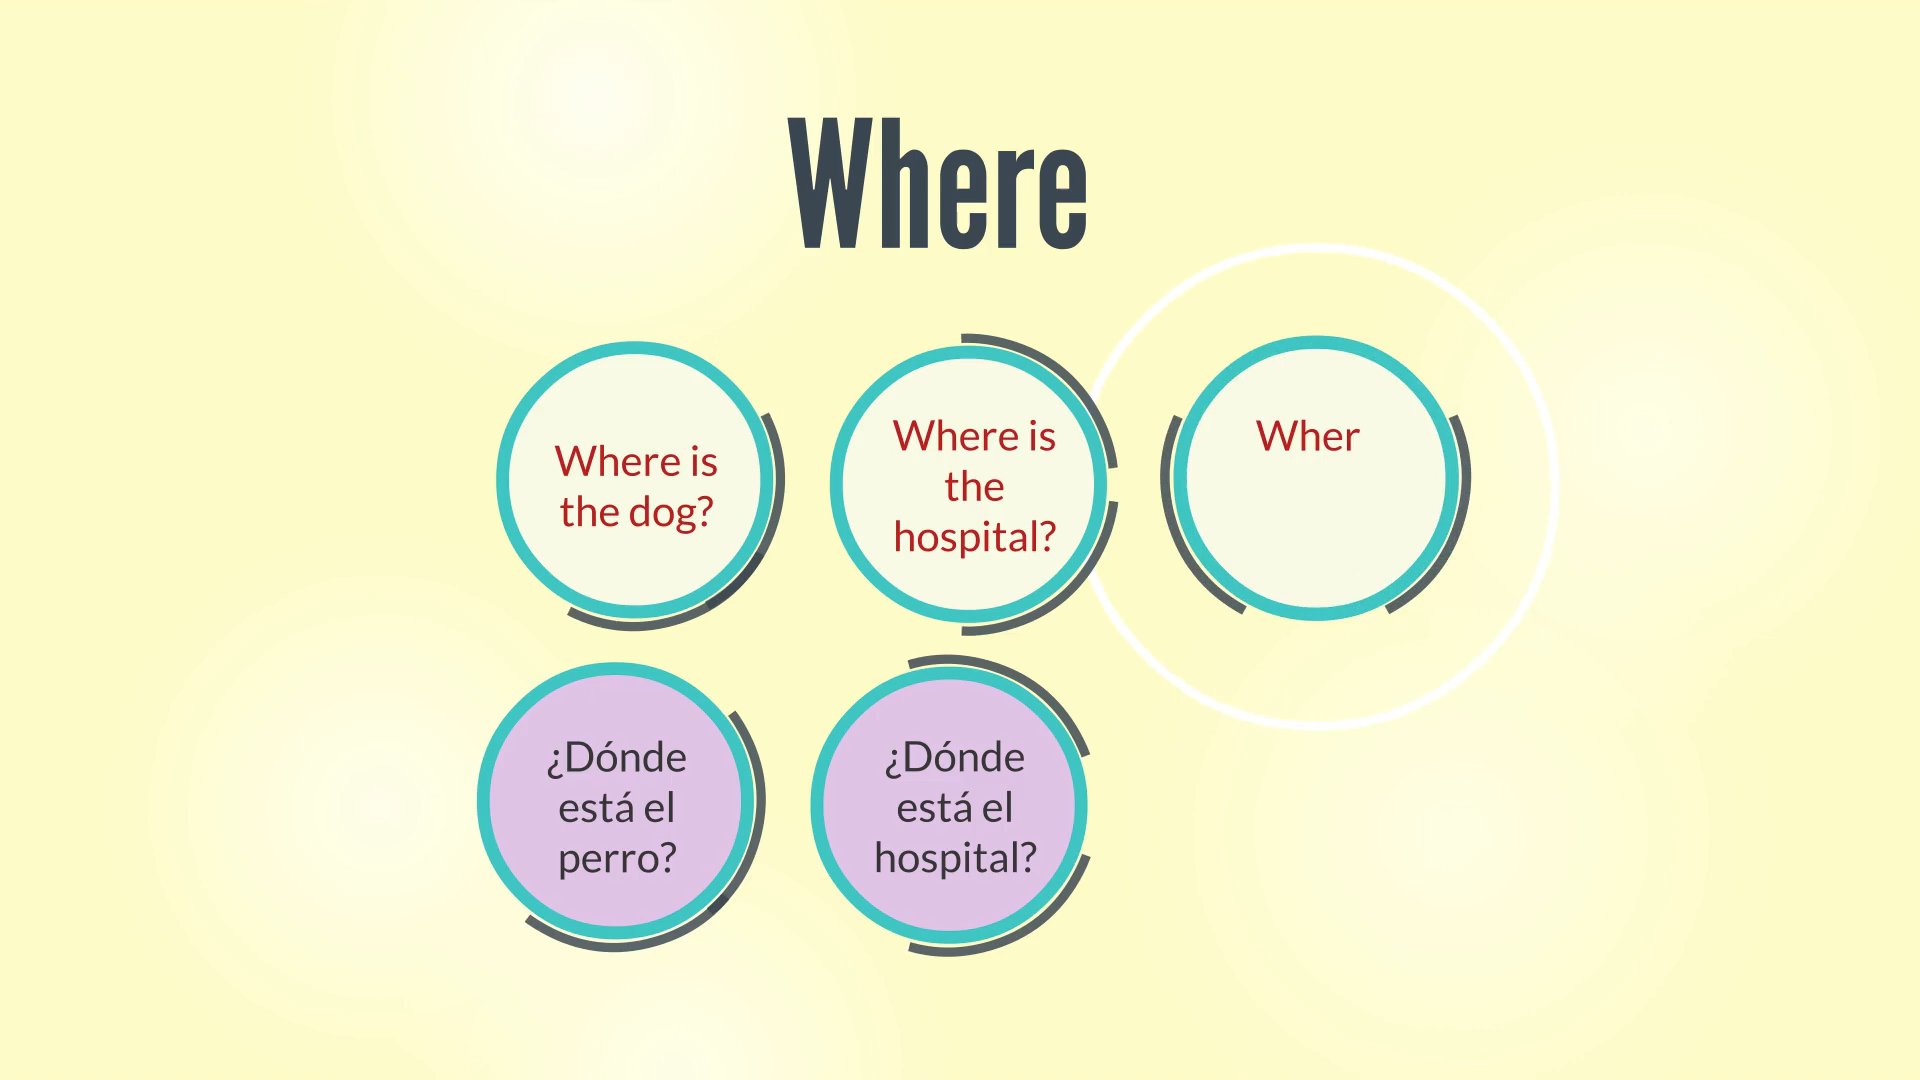 Where
Where is
the dog?
Where is
the
hospital?
Wher
¿Dónde
está el
perro?
¿Dónde
está el
hospital?